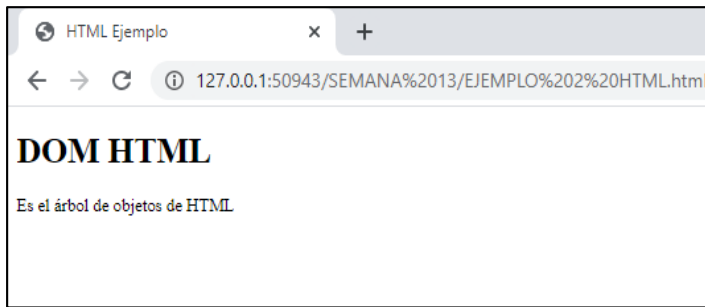 HTML Ejemplo
127.0.0.1:50943/SEMANA%2013/EJEMPLO%202%20HTML.html
DOM HTML
Es el árbol de objetos de HTML